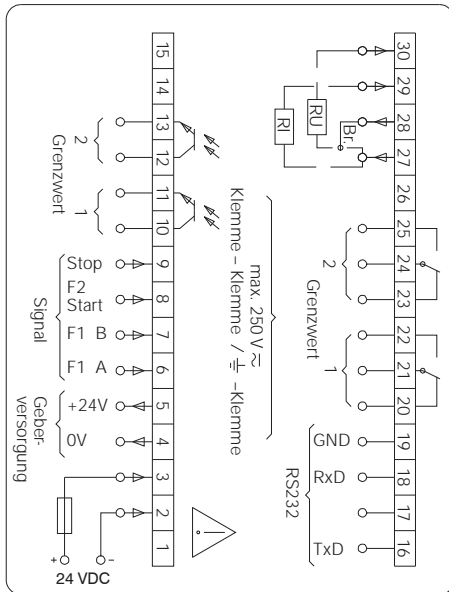 15
14
13
12
11
10
9
8
7
6
5
4
3
2
1
2
Grenzwert
1
Stop
F2
Start
F1 B
F1 A
Signal
+24V
0V
Geber-
versorgung
+
–
24 VDC
max. 250 V ≂
Klemme – Klemme / ⏚ -Klemme
!
30
29
28
27
26
25
24
23
22
21
20
19
18
17
16
RI
RU
Br.
2
Grenzwert
1
GND
RxD
TxD
RS232